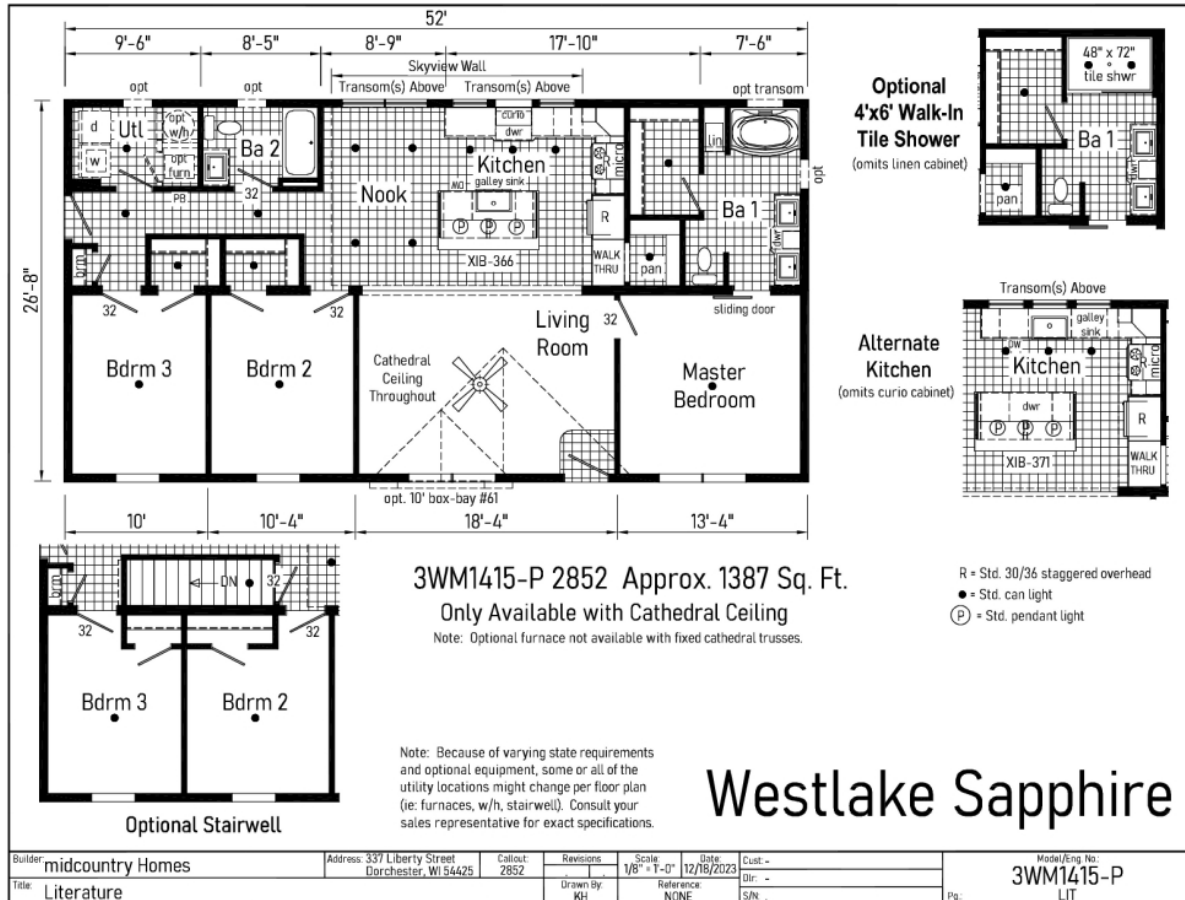 52'
9'-6"
8'-5"
8'-9"
17'-10"
7'-6"
Skyview Wall
Transom(s) Above
Transom(s) Above
opt
opt
opt transom
26'-8"
d
w
Utl
opt
w/h
opt
furn
Ba 2
PB
32
Nook
curio
dwr
Kitchen
R
micro
DW
galley sink
P
P
P
XIB-366
R
WALK
THRU
lin
opt
Ba 1
dwr
pan
sliding door
brm
32
32
32
Bdrm 3
Bdrm 2
Cathedral
Ceiling
Throughout
Living
Room
Master
Bedroom
opt. 10' box-bay #61
10'
10'-4"
18'-4"
13'-4"
Optional
4'x6' Walk-In
Tile Shower
(omits linen cabinet)
48" x 72"
tile shwr
Ba 1
dwr
pan
Alternate
Kitchen
(omits curio cabinet)
Transom(s) Above
galley
sink
DW
Kitchen
R
micro
dwr
P
P
P
R
WALK
THRU
XIB-371
brm
DN
32
32
32
Bdrm 3
Bdrm 2
Optional Stairwell
3WM1415-P 2852 Approx. 1387 Sq. Ft.
Only Available with Cathedral Ceiling
Note: Optional furnace not available with fixed cathedral trusses.
R = Std. 30/36 staggered overhead
● = Std. can light
P = Std. pendant light
Note: Because of varying state requirements
and optional equipment, some or all of the
utility locations might change per floor plan
(ie: furnaces, w/h, stairwell). Consult your
sales representative for exact specifications.
Westlake Sapphire
Builder: midcountry Homes
Address: 337 Liberty Street
Dorchester, WI 54425
Callout:
2852
Revisions
Scale:
1/8" = 1'-0"
Date:
12/18/2023
Cust: -
Dlr: -
S/N: .
Model/Eng. No.:
3WM1415-P
Title: Literature
Drawn By:
KH
Reference:
NONE
Pg.:
LIT